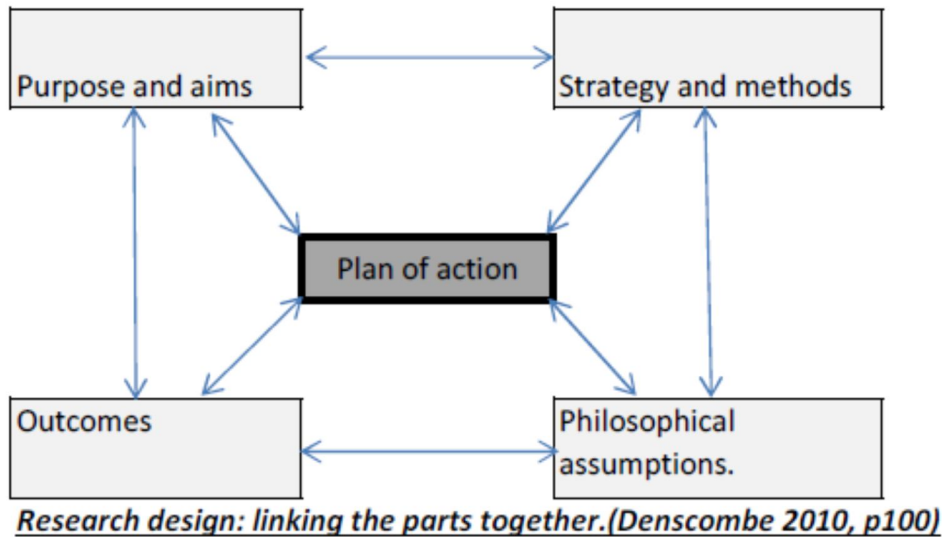 Purpose and aims
Strategy and methods
Plan of action
Outcomes
Philosophical
assumptions.
Research design: linking the parts together.(Denscombe 2010, p100)